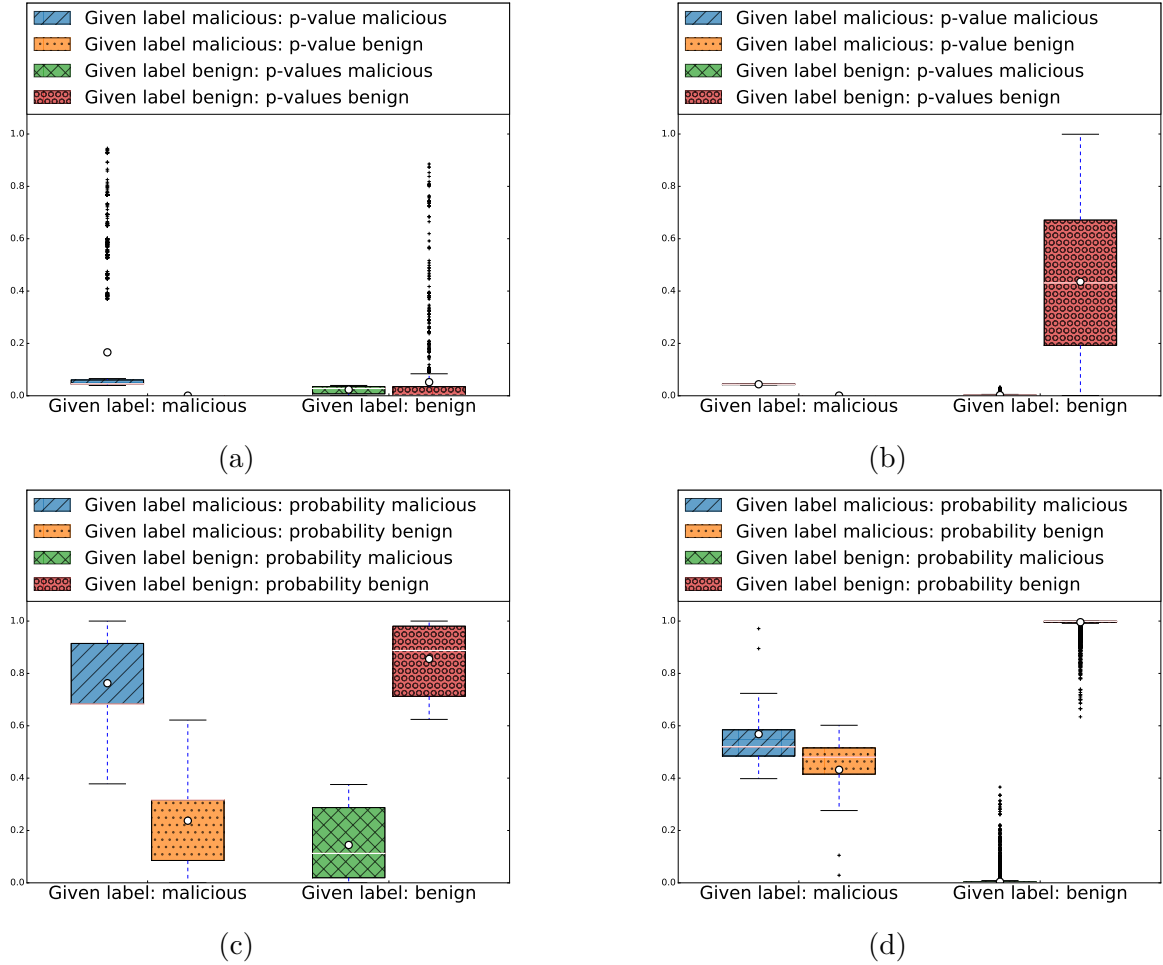 Given label malicious: p-value malicious
Given label malicious: p-value benign
Given label benign: p-values malicious
Given label benign: p-values benign
1.0
0.8
0.6
0.4
0.2
0.0
Given label: malicious Given label: benign
(a)
Given label malicious: p-value malicious
Given label malicious: p-value benign
Given label benign: p-values malicious
Given label benign: p-values benign
1.0
0.8
0.6
0.4
0.2
0.0
Given label: malicious Given label: benign
(b)
Given label malicious: probability malicious
Given label malicious: probability benign
Given label benign: probability malicious
Given label benign: probability benign
1.0
0.8
0.6
0.4
0.2
0.0
Given label: malicious Given label: benign
(c)
Given label malicious: probability malicious
Given label malicious: probability benign
Given label benign: probability malicious
Given label benign: probability benign
1.0
0.8
0.6
0.4
0.2
0.0
Given label: malicious Given label: benign
(d)